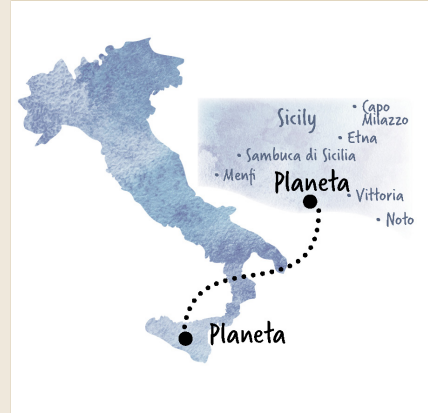 Sicily
Capo
Milazzo
Etna
Sambuca di Sicilia
Menfi
Planeta
Vittoria
Noto
Planeta